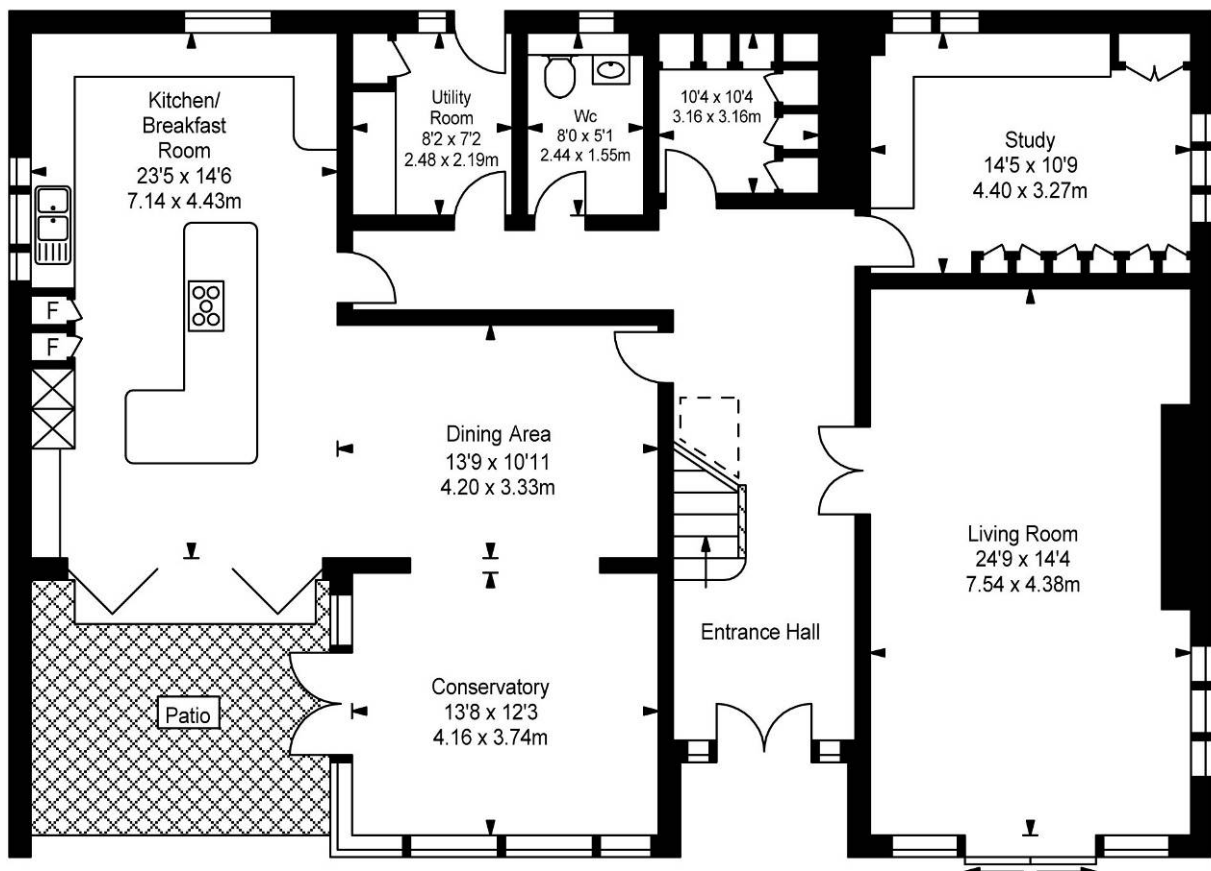 Kitchen/
Breakfast
Room
23'5 x 14'6
7.14 x 4.43m
Utility
Room
8'2 x 7'2
2.48 x 2.19m
Wc
8'0 x 5'1
2.44 x 1.55m
10'4 x 10'4
3.16 x 3.16m
Study
14'5 x 10'9
4.40 x 3.27m
F
F
Dining Area
13'9 x 10'11
4.20 x 3.33m
Living Room
24'9 x 14'4
7.54 x 4.38m
Entrance Hall
Conservatory
13'8 x 12'3
4.16 x 3.74m
Patio